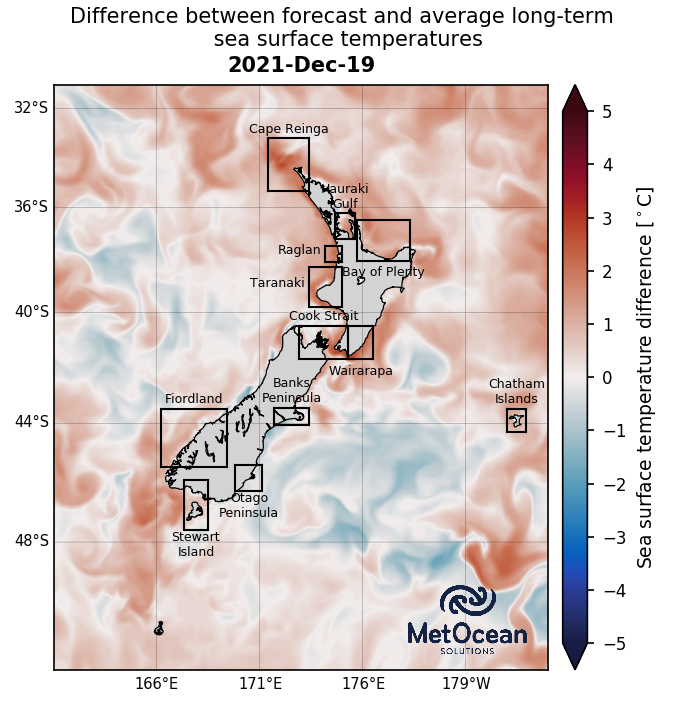 Difference between forecast and average long-term
sea surface temperatures
2021-Dec-19
32°S
36°S
40°S
44°S
48°S
166°E
171°E
176°E
179°W
Cape Reinga
Hauraki
Gulf
Raglan
Bay of Plenty
Taranaki
Cook Strait
Wairarapa
Banks
Peninsula
Fiordland
Chatham
Islands
Otago
Peninsula
Stewart
Island
MetOcean
SOLUTIONS
5
4
3
2
1
0
−1
−2
−3
−4
−5
Sea surface temperature difference [°C]